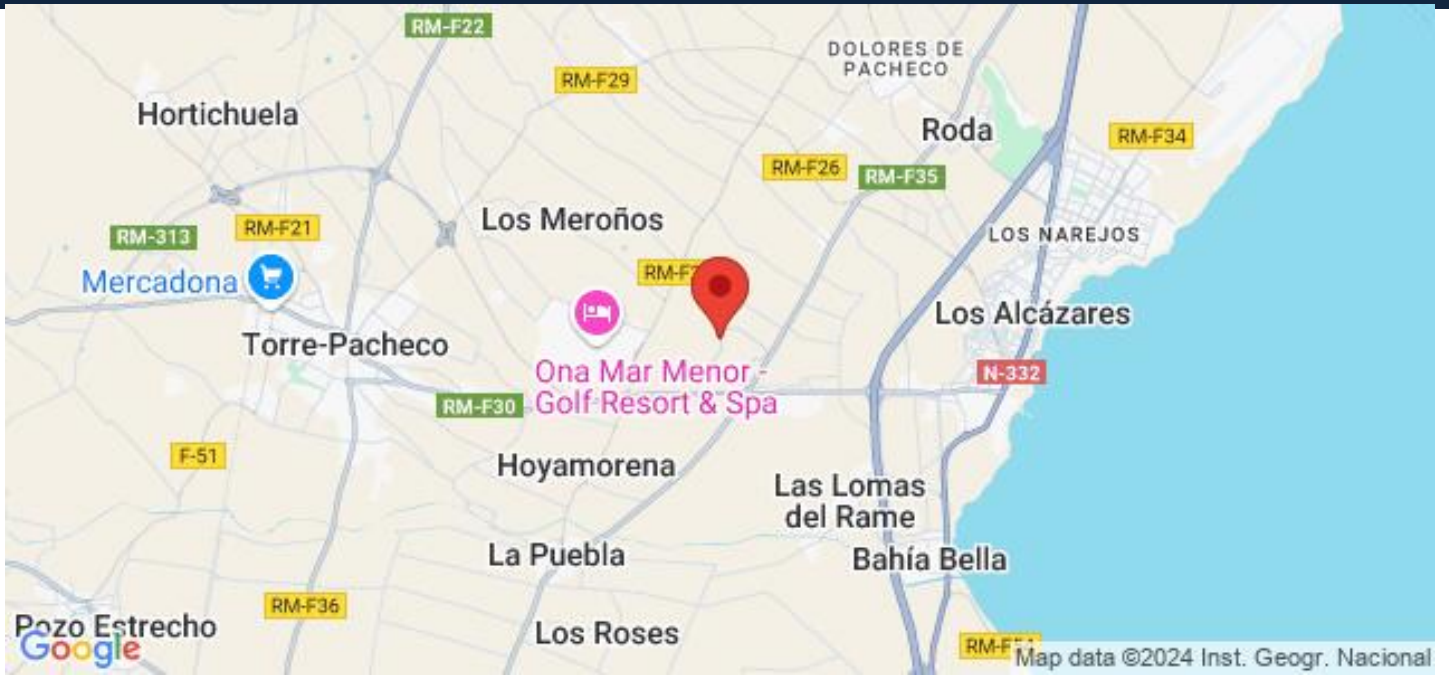 RM-F22
DOLORES DE
PACHECO
RM-F29
Hortichuela
Roda
RM-F34
RM-F26
RM-F35
Los Meroños
RM-F21
RM-313
LOS NAREJOS
Mercadona
RM-F2
Los Alcázares
Torre-Pacheco
Ona Mar Menor -
Golf Resort & Spa
N-332
RM-F30
F-51
Hoyamorena
Las Lomas
del Rame
La Puebla
Bahía Bella
RM-F36
Pozo Estrecho
Los Roses
Google
Map data ©2024 Inst. Geogr. Nacional